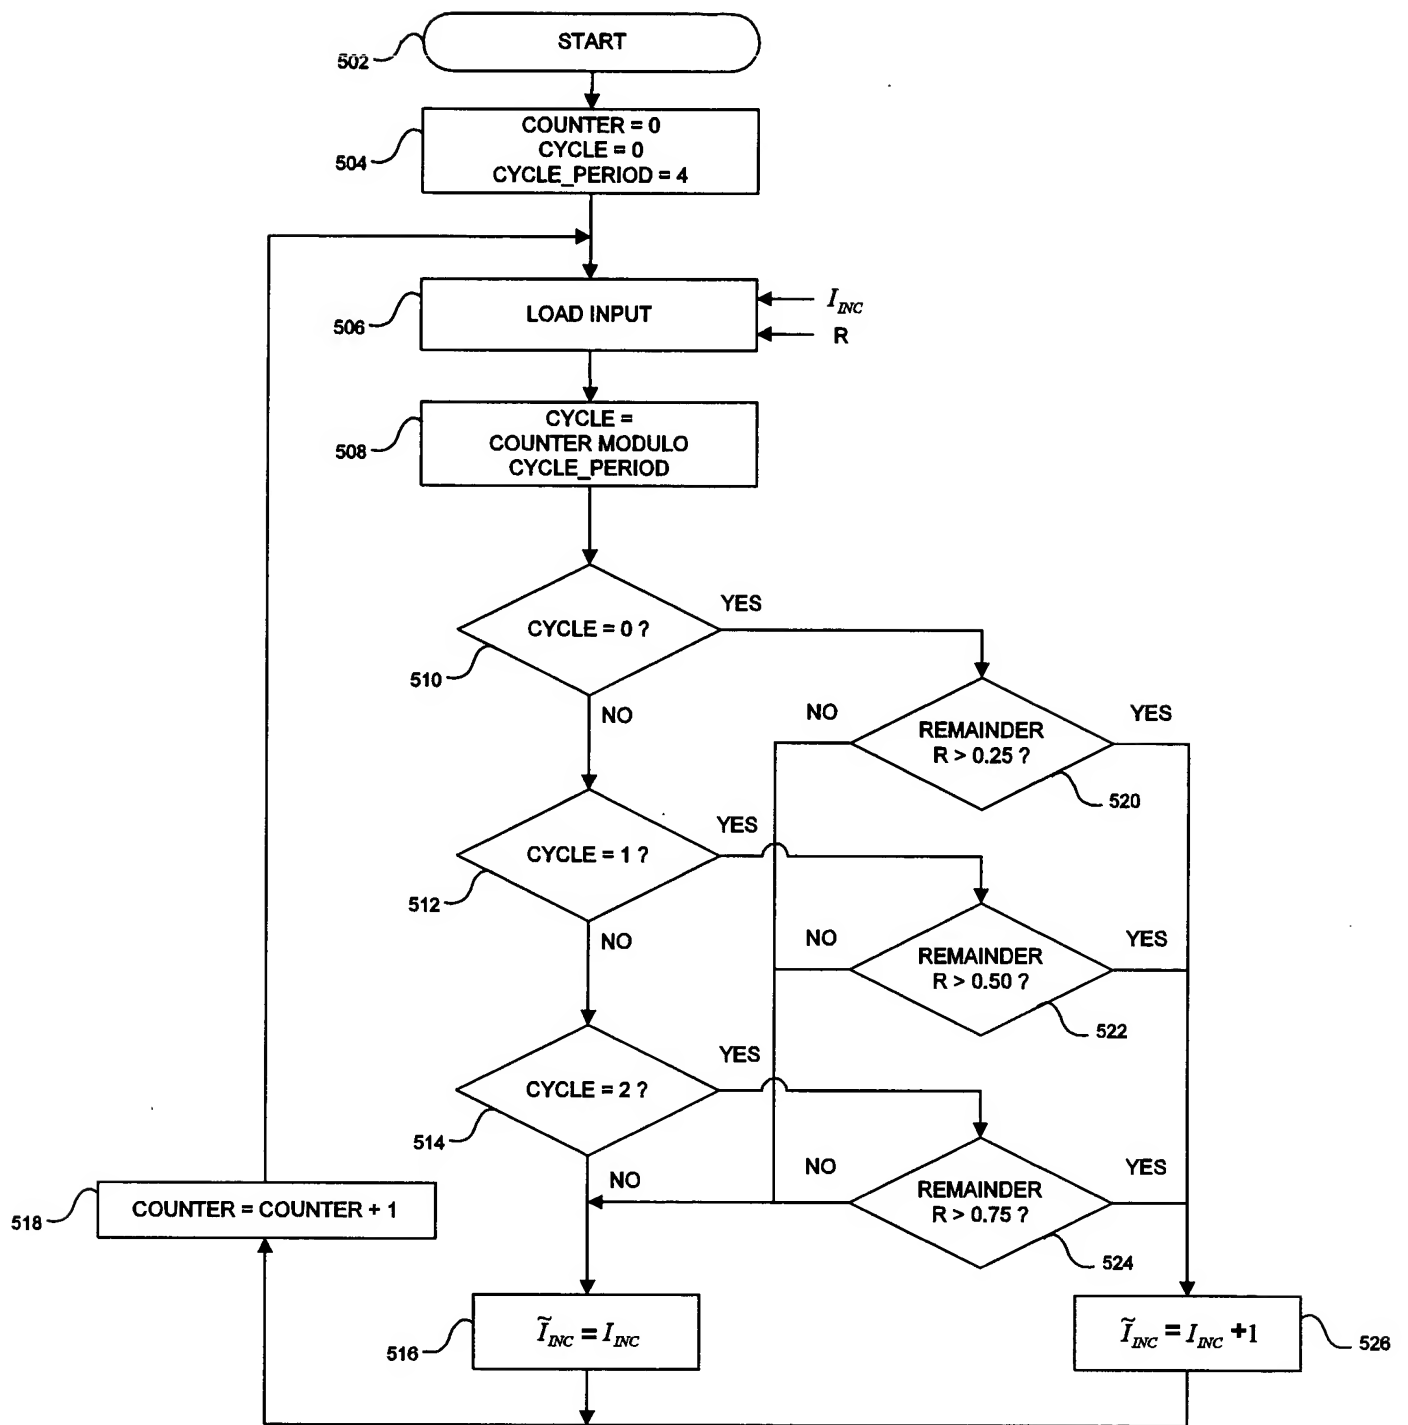 START
502
COUNTER = 0
CYCLE = 0
CYCLE_PERIOD = 4
504
LOAD INPUT
I_INC
R
506
CYCLE =
COUNTER MODULO
CYCLE_PERIOD
508
CYCLE = 0 ?
YES
510
NO
REMAINDER
R > 0.25 ?
NO
YES
520
CYCLE = 1 ?
YES
512
NO
REMAINDER
R > 0.50 ?
NO
YES
522
CYCLE = 2 ?
YES
514
NO
REMAINDER
R > 0.75 ?
NO
YES
524
COUNTER = COUNTER + 1
518
Ĩ_INC = I_INC
516
Ĩ_INC = I_INC +1
526